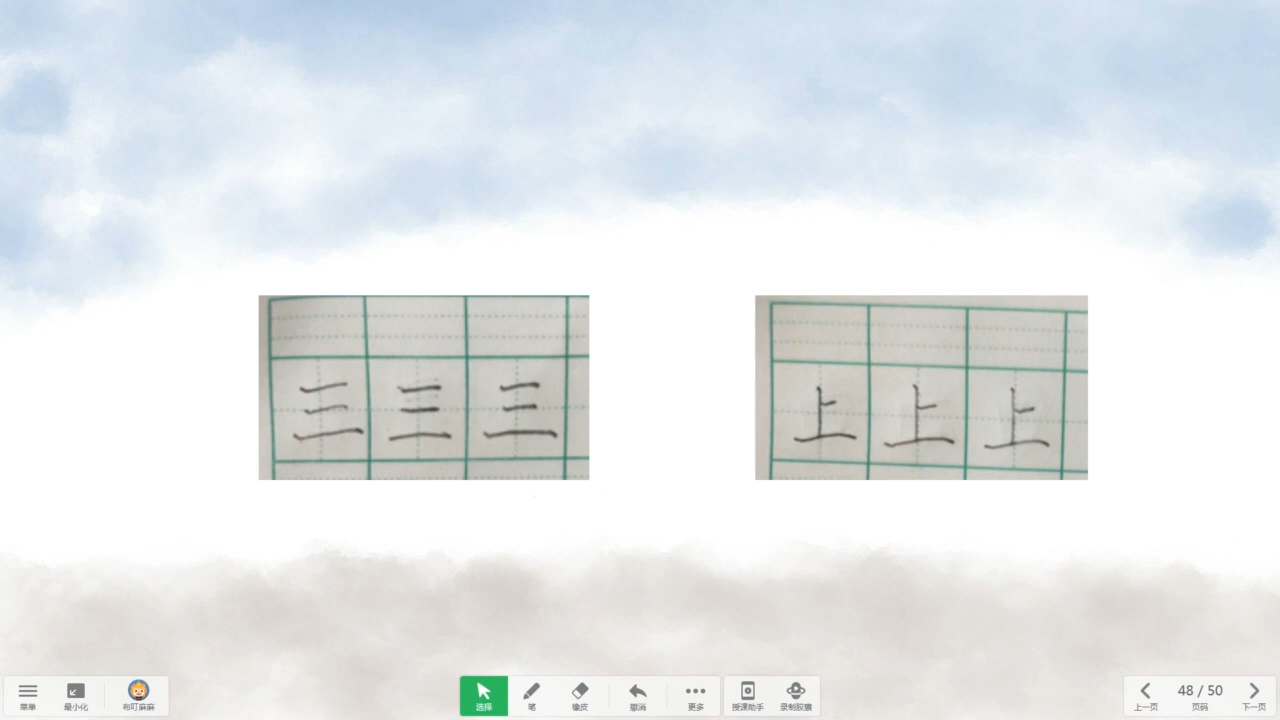 三 三 三
上 上 上
菜单
最小化
布叮麻麻
选择
笔
橡皮
撤消
更多
授课助手
录制胶囊
上一页
48 / 50
页码
下一页